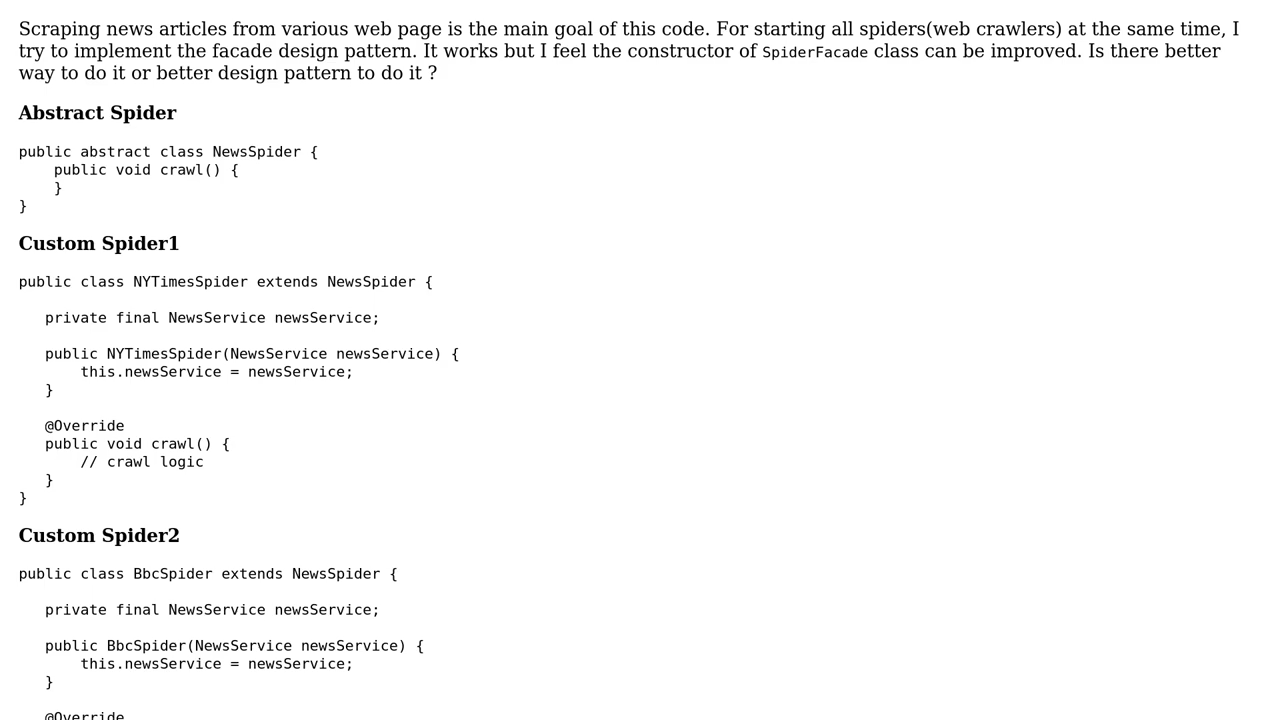 Scraping news articles from various web page is the main goal of this code. For starting all spiders(web crawlers) at the same time, I
try to implement the facade design pattern. It works but I feel the constructor of SpiderFacade class can be improved. Is there better
way to do it or better design pattern to do it ?
Abstract Spider
public abstract class NewsSpider {
    public void crawl() {
    }
}
Custom Spider1
public class NYTimesSpider extends NewsSpider {
   private final NewsService newsService;
   public NYTimesSpider(NewsService newsService) {
       this.newsService = newsService;
   }
   @Override
   public void crawl() {
       // crawl logic
   }
}
Custom Spider2
public class BbcSpider extends NewsSpider {
   private final NewsService newsService;
   public BbcSpider(NewsService newsService) {
       this.newsService = newsService;
   }
   @Override